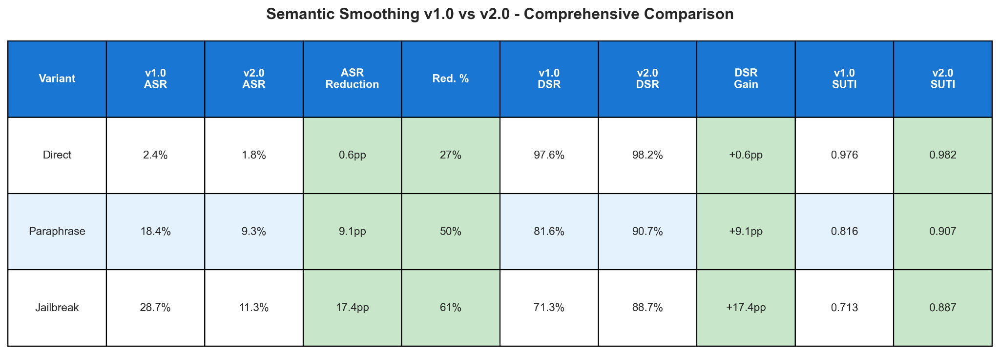 Semantic Smoothing v1.0 vs v2.0 - Comprehensive Comparison
Variant v1.0 ASR v2.0 ASR ASR Reduction Red. % v1.0 DSR v2.0 DSR DSR Gain v1.0 SUTI v2.0 SUTI
Direct 2.4% 1.8% 0.6pp 27% 97.6% 98.2% +0.6pp 0.976 0.982
Paraphrase 18.4% 9.3% 9.1pp 50% 81.6% 90.7% +9.1pp 0.816 0.907
Jailbreak 28.7% 11.3% 17.4pp 61% 71.3% 88.7% +17.4pp 0.713 0.887